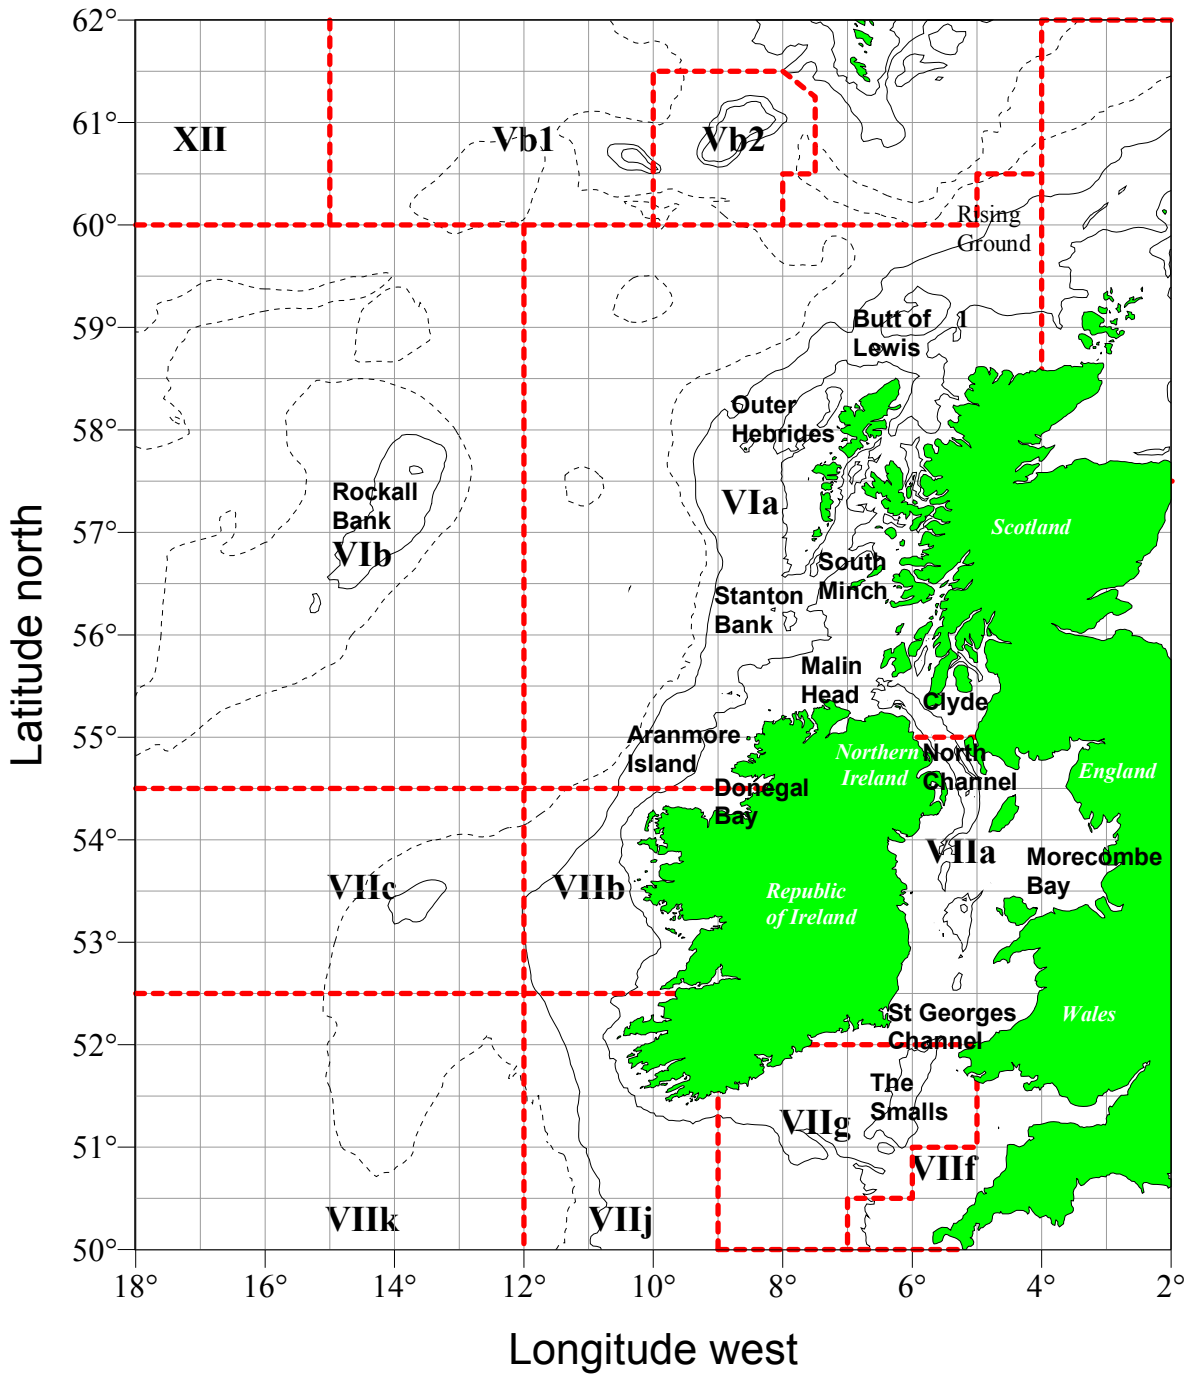 62°
61°
60°
59°
58°
57°
56°
55°
54°
53°
52°
51°
50°
Latitude north
XII
Vb1
Vb2
Rising
Ground
Butt of
Lewis
1
Outer
Hebrides
VIa
Rockall
Bank
VIb
Scotland
South
Minch
Stanton
Bank
Malin
Head
Clyde
Aranmore
Island
Northern
Ireland
North
Channel
England
Donegal
Bay
VIIa
Morecombe
Bay
VIIc
VIIb
Republic
of Ireland
St Georges
Channel
Wales
The
Smalls
VIIg
VIIf
VIIk
VIIj
18°
16°
14°
12°
10°
8°
6°
4°
2°
Longitude west